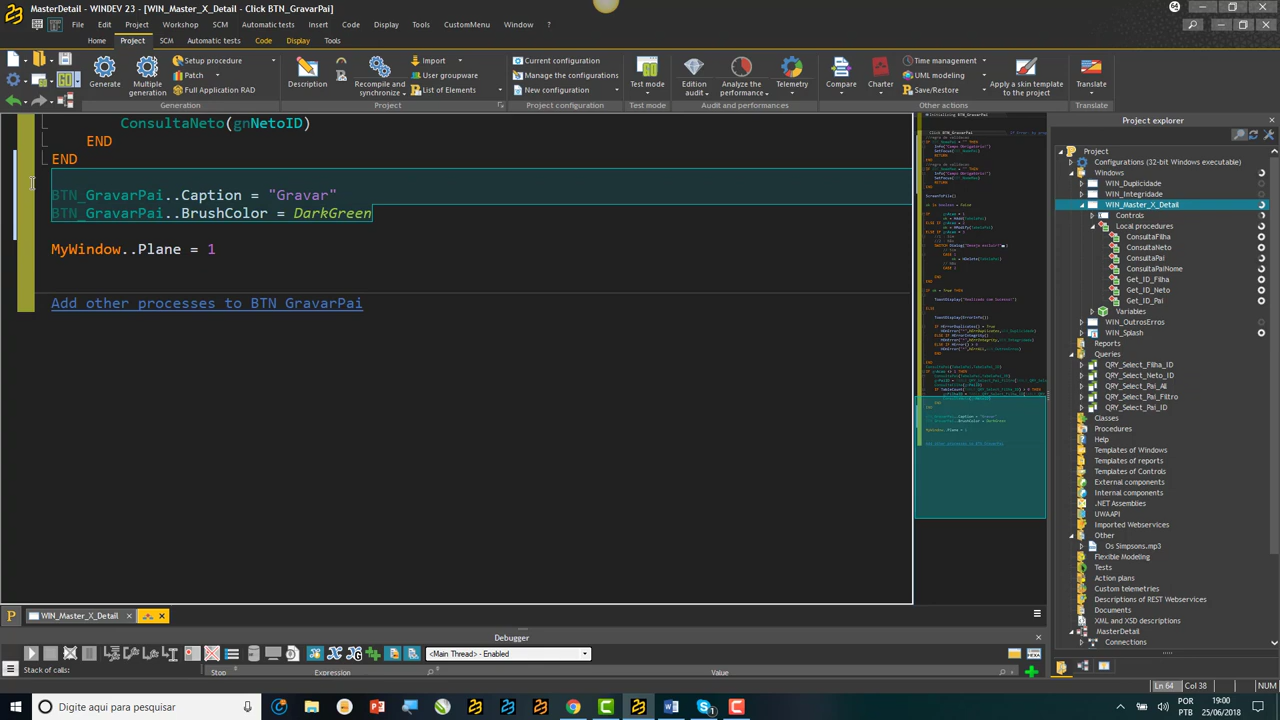 MasterDetail - WINDEV 23 - [WIN_Master_X_Detail - Click BTN_GravarPai]
64
File Edit Project Workshop SCM Automatic tests Insert Code Display Tools CustomMenu Window ?
Home Project SCM Automatic tests Code Display Tools
Generate
Multiple generation
Setup procedure
Patch
Full Application RAD
Generation
Description
Recompile and synchronize
Import
User groupware
List of Elements
Project
Current configuration
Manage the configurations
New configuration
Project configuration
Test mode
Test mode
Edition audit
Analyze the performances
Telemetry
Audit and performances
Compare
Charter
Time management
UML modeling
Save/Restore
Apply a skin template to the project
Other actions
Translate
Translate
ConsultaNeto(gnNetoID)
END
END
BTN_GravarPai..Caption = "Gravar"
BTN_GravarPai..BrushColor = DarkGreen
MyWindow..Plane = 1
Add other processes to BTN_GravarPai
Project explorer
Project
Configurations (32-bit Windows executable)
Windows
WIN_Duplicidade
WIN_Integridade
WIN_Master_X_Detail
Controls
Local procedures
ConsultaFilha
ConsultaNeto
ConsultaPai
ConsultaPaiNome
Get_ID_Filha
Get_ID_Neto
Get_ID_Pai
Variables
WIN_OutrosErros
WIN_Splash
Reports
Queries
QRY_Select_Filha_ID
QRY_Select_Neto_ID
QRY_Select_Pai_All
QRY_Select_Pai_Filtro
QRY_Select_Pai_ID
Classes
Procedures
Help
Templates of Windows
Templates of reports
Templates of Controls
External components
Internal components
.NET Assemblies
UWAAPI
Imported Webservices
Other
Os Simpsons.mp3
Flexible Modeling
Tests
Action plans
Custom telemetries
Descriptions of REST Webservices
Documents
XML and XSD descriptions
MasterDetail
Connections
P WIN_Master_X_Detail
Debugger
<Main Thread> - Enabled
Stack of calls: Stop Expression Value
Ln 64 Col 38 NUM
Digite aqui para pesquisar
POR
PTB
19:00
25/06/2018